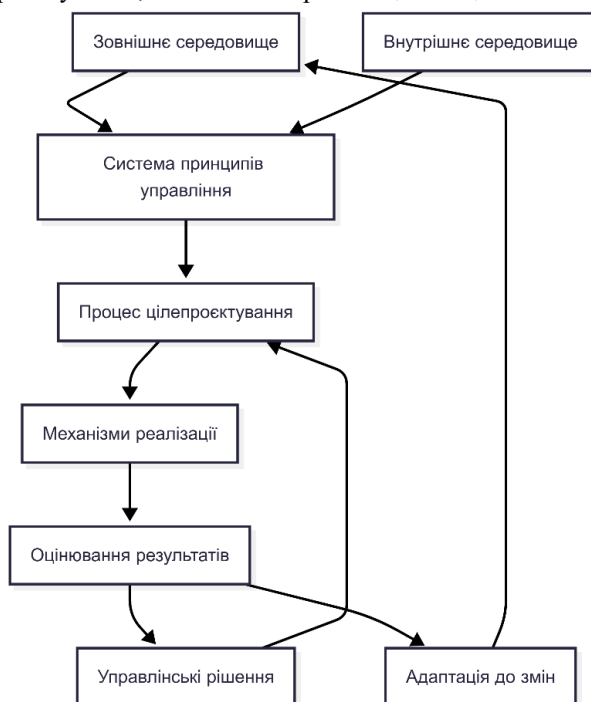 Зовнішнє середовище
Внутрішнє середовище
Система принципів
управління
Процес цілепроєктування
Механізми реалізації
Оцінювання результатів
Управлінські рішення
Адаптація до змін